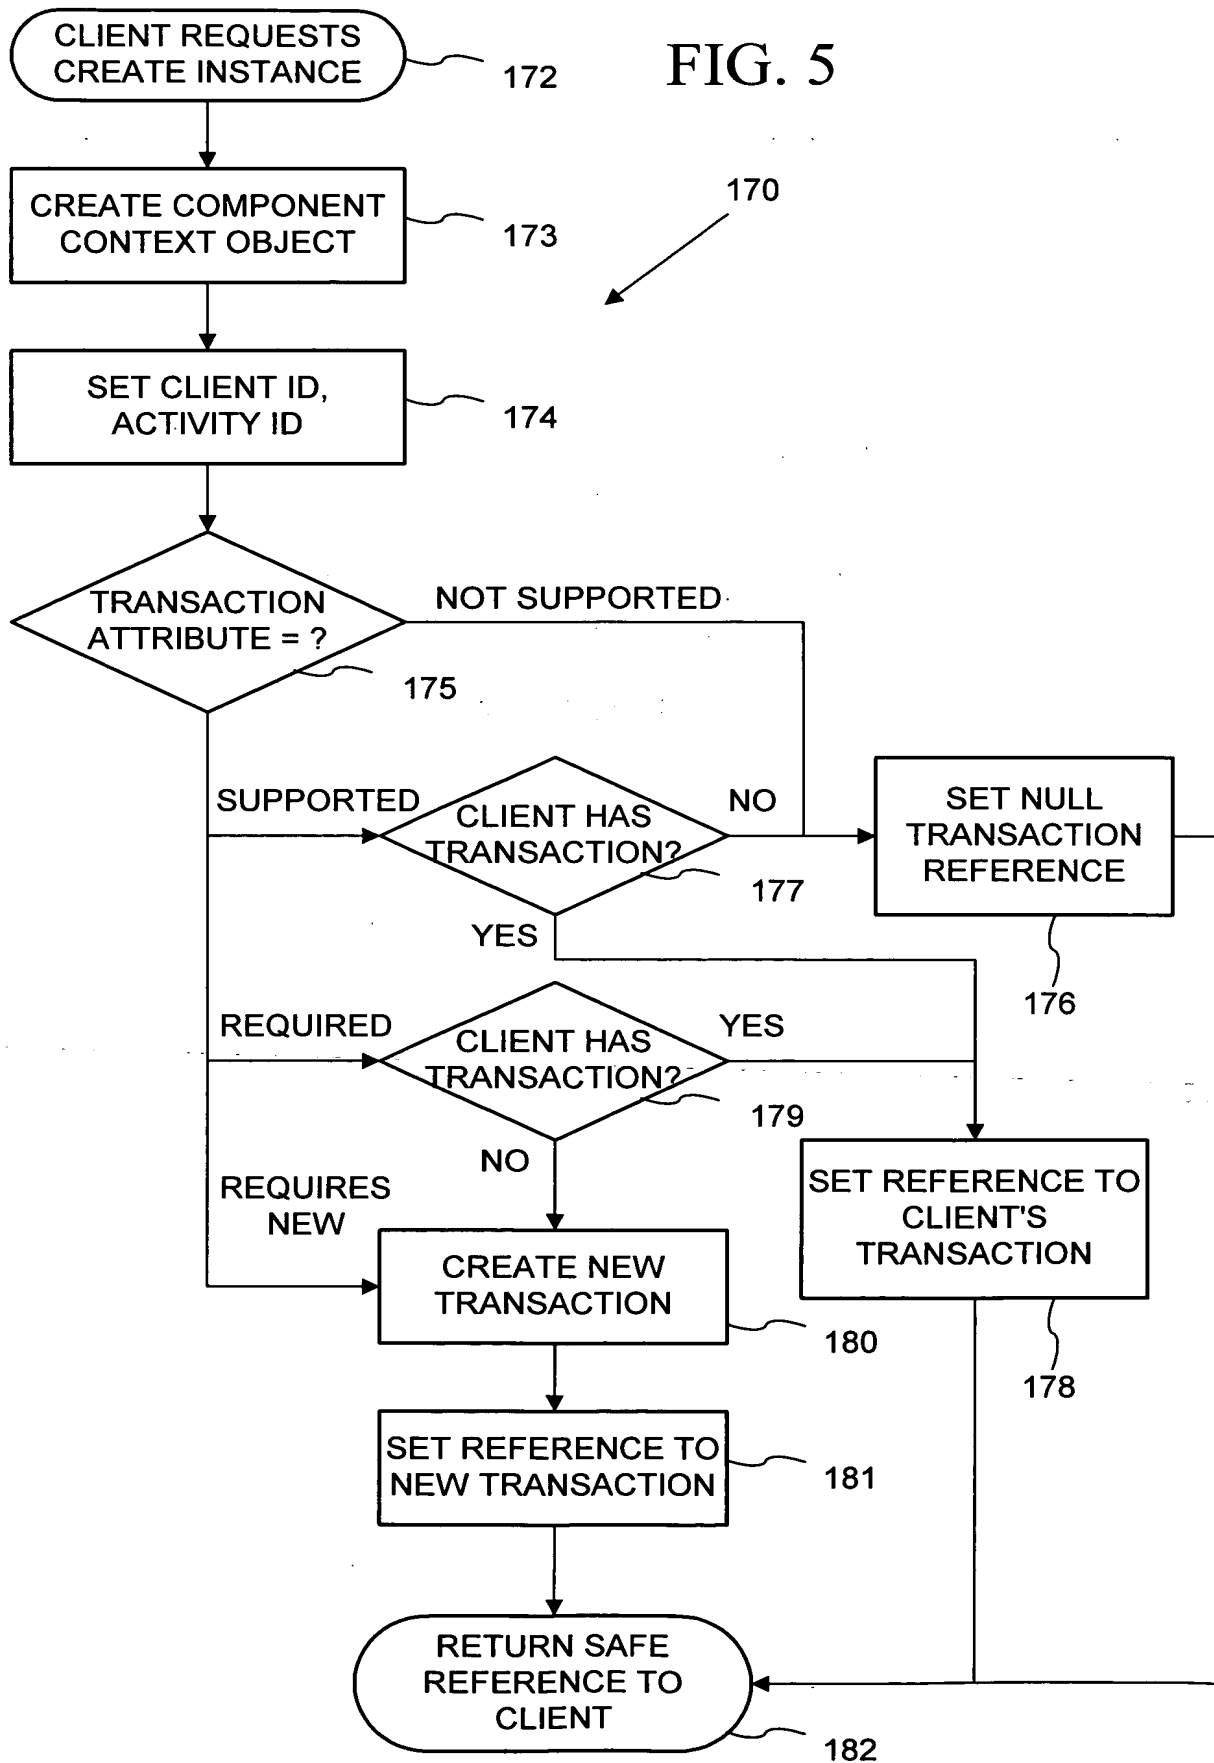 CLIENT REQUESTS
CREATE INSTANCE
172
FIG. 5
CREATE COMPONENT
CONTEXT OBJECT
173
170
SET CLIENT ID,
ACTIVITY ID
174
TRANSACTION
ATTRIBUTE = ?
175
NOT SUPPORTED
SUPPORTED
CLIENT HAS
TRANSACTION?
177
NO
SET NULL
TRANSACTION
REFERENCE
176
YES
REQUIRED
CLIENT HAS
TRANSACTION?
179
YES
NO
SET REFERENCE TO
CLIENT'S
TRANSACTION
178
REQUIRES
NEW
CREATE NEW
TRANSACTION
180
SET REFERENCE TO
NEW TRANSACTION
181
RETURN SAFE
REFERENCE TO
CLIENT
182